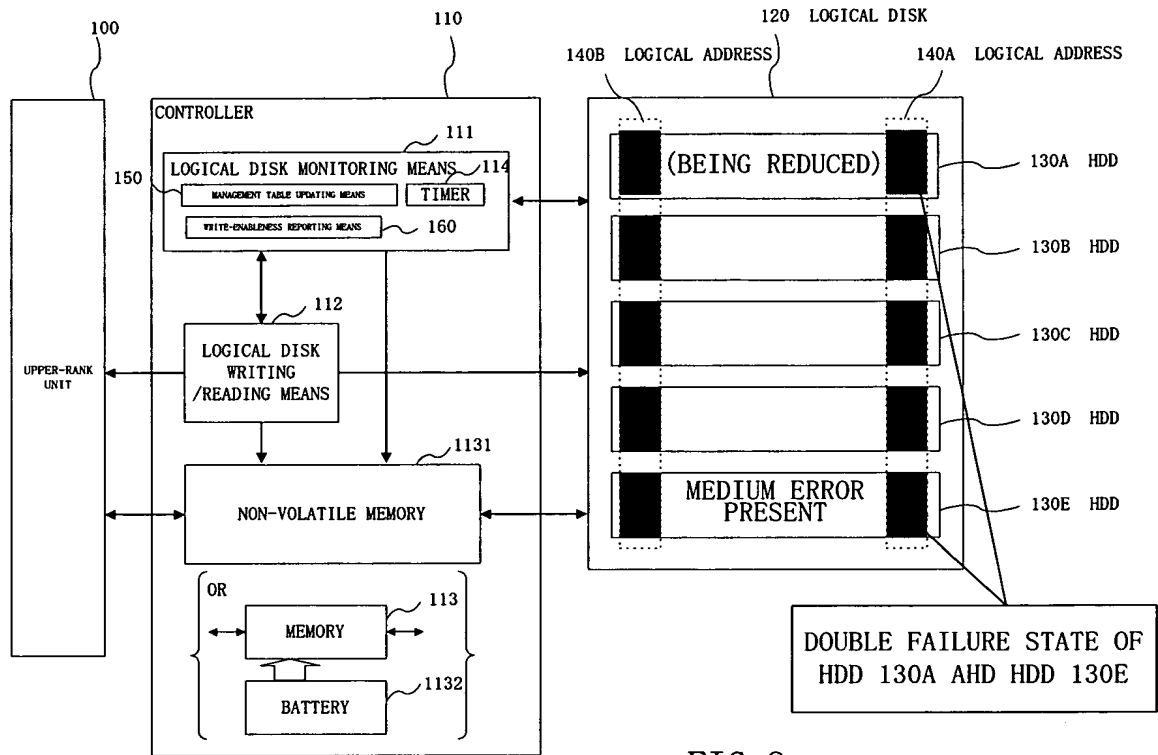 100
110
120 LOGICAL DISK
140B LOGICAL ADDRESS
140A LOGICAL ADDRESS
CONTROLLER
111
LOGICAL DISK MONITORING MEANS
150
MANAGEMENT TABLE UPDATING MEANS
114
TIMER
WRITE-ENABLENESS REPORTING MEANS
160
112
LOGICAL DISK
WRITING
/READING MEANS
UPPER-RANK
UNIT
1131
NON-VOLATILE MEMORY
OR
113
MEMORY
1132
BATTERY
(BEING REDUCED)
130A HDD
130B HDD
130C HDD
130D HDD
MEDIUM ERROR
PRESENT
130E HDD
DOUBLE FAILURE STATE OF
HDD 130A AHD HDD 130E